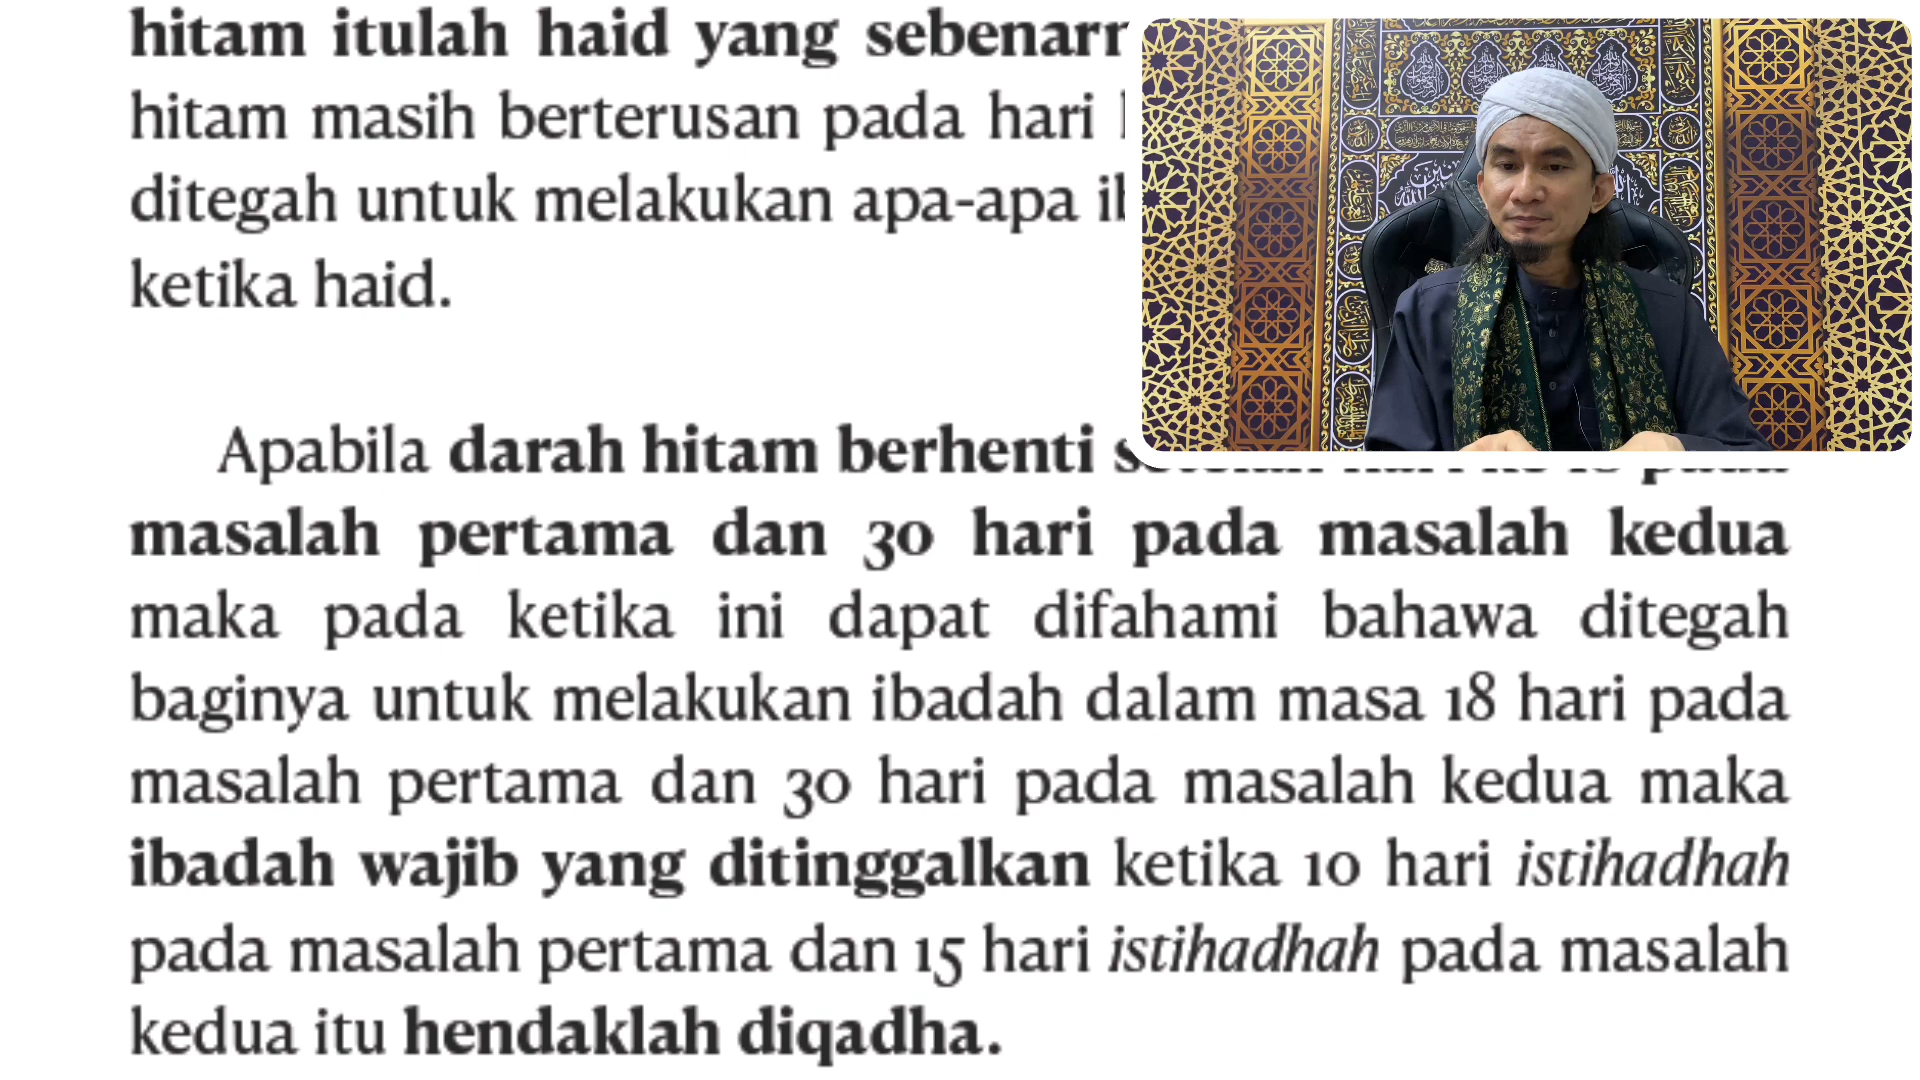 hitam itulah haid yang
hitam masih berterusan pada hari
ditegah untuk melakukan apa-apa
ketika haid.
Apabila darah hitam berhenti
masalah pertama dan 30 hari pada masalah kedua
maka pada ketika ini dapat difahami bahawa ditegah
baginya untuk melakukan ibadah dalam masa 18 hari pada
masalah pertama dan 30 hari pada masalah kedua maka
ibadah wajib yang ditinggalkan ketika 10 hari istihadhah
pada masalah pertama dan 15 hari istihadhah pada masalah
kedua itu hendaklah diqadha.